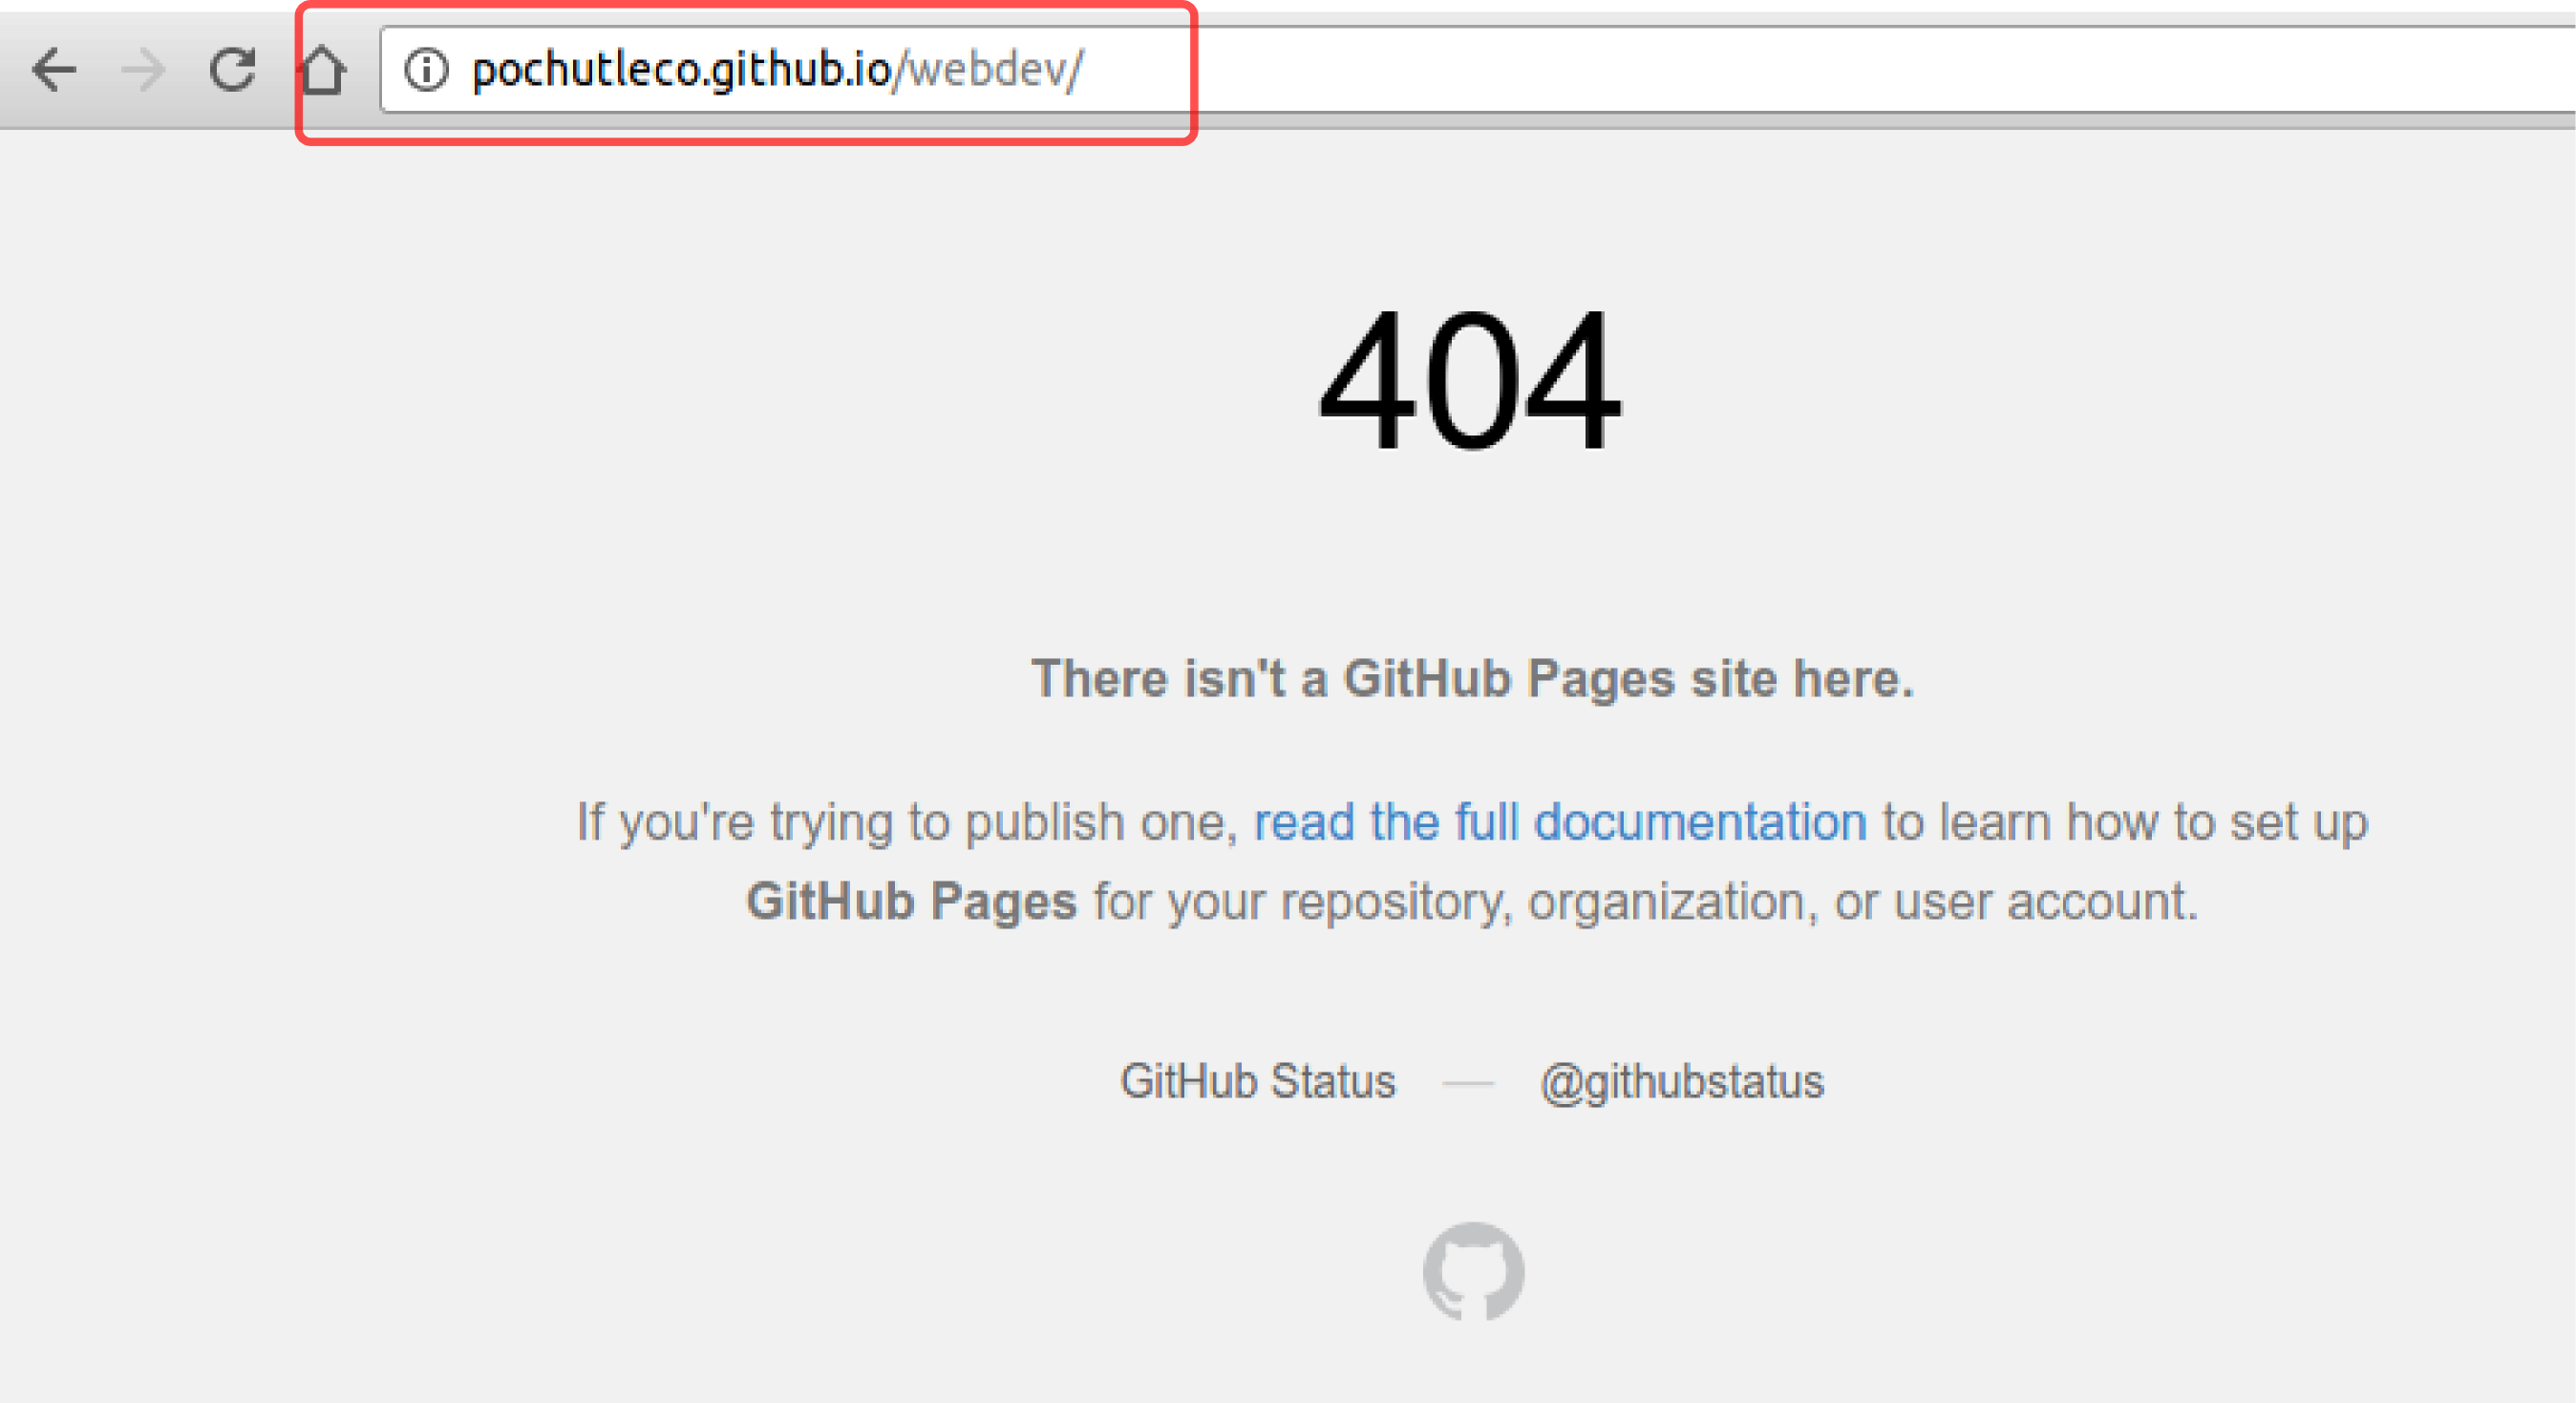 pochutleco.github.io/webdev/
404
There isn't a GitHub Pages site here.
If you're trying to publish one, read the full documentation to learn how to set up
GitHub Pages for your repository, organization, or user account.
GitHub Status — @githubstatus